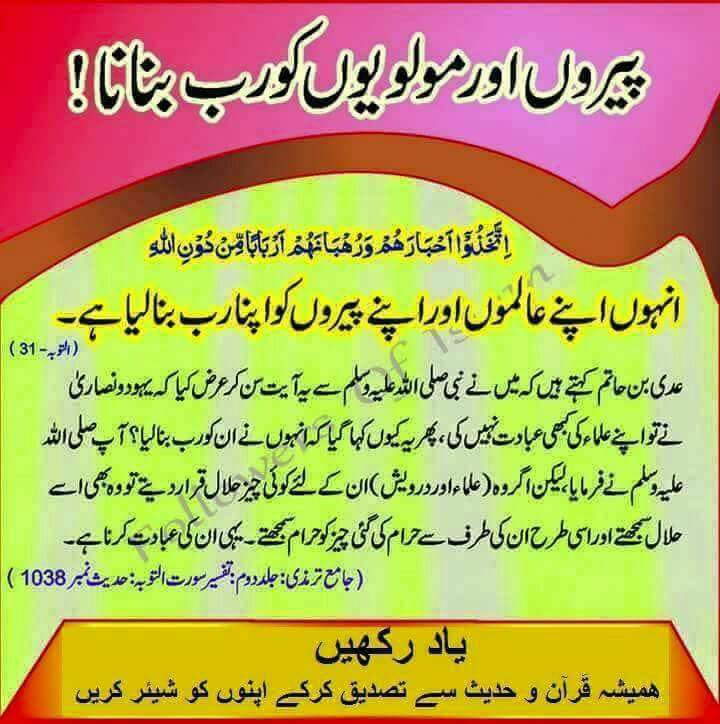 پیروں اور مولویوں کو رب بنانا!
اِتَّخَذُوْٓا اَحْبَارَهُمْ وَرُهْبَانَهُمْ اَرْبَابًا مِّنْ دُوْنِ اللّٰهِ
انہوں اپنے عالموں اور اپنے پیروں کو اپنا رب بنا لیا ہے۔
(التوبہ-31)
عدی بن حاتم کہتے ہیں کہ میں نے نبی صلی اللہ علیہ وسلم سے یہ آیت سن کر عرض کیا کہ یہود و نصاریٰ
نے تو اپنے علماء کی کبھی عبادت نہیں کی، پھر یہ کیوں کہا گیا کہ انہوں نے ان کو رب بنا لیا؟ آپ صلی اللہ
علیہ وسلم نے فرمایا، لیکن اگر وہ (علماء اور درویش) ان کے لئے کوئی چیز حلال قرار دیتے تو وہ بھی اسے
حلال سمجھتے اور اسی طرح ان کی طرف سے حرام کی گئی چیز کو حرام سمجھتے۔ یہی ان کی عبادت کرنا ہے۔
(جامع ترمذی: جلد دوم: تفسیر سورت التوبہ: حدیث نمبر 1038)
Followers Of Islam
یاد رکھیں
ہمیشہ قرآن و حدیث سے تصدیق کرکے اپنوں کو شیئر کریں